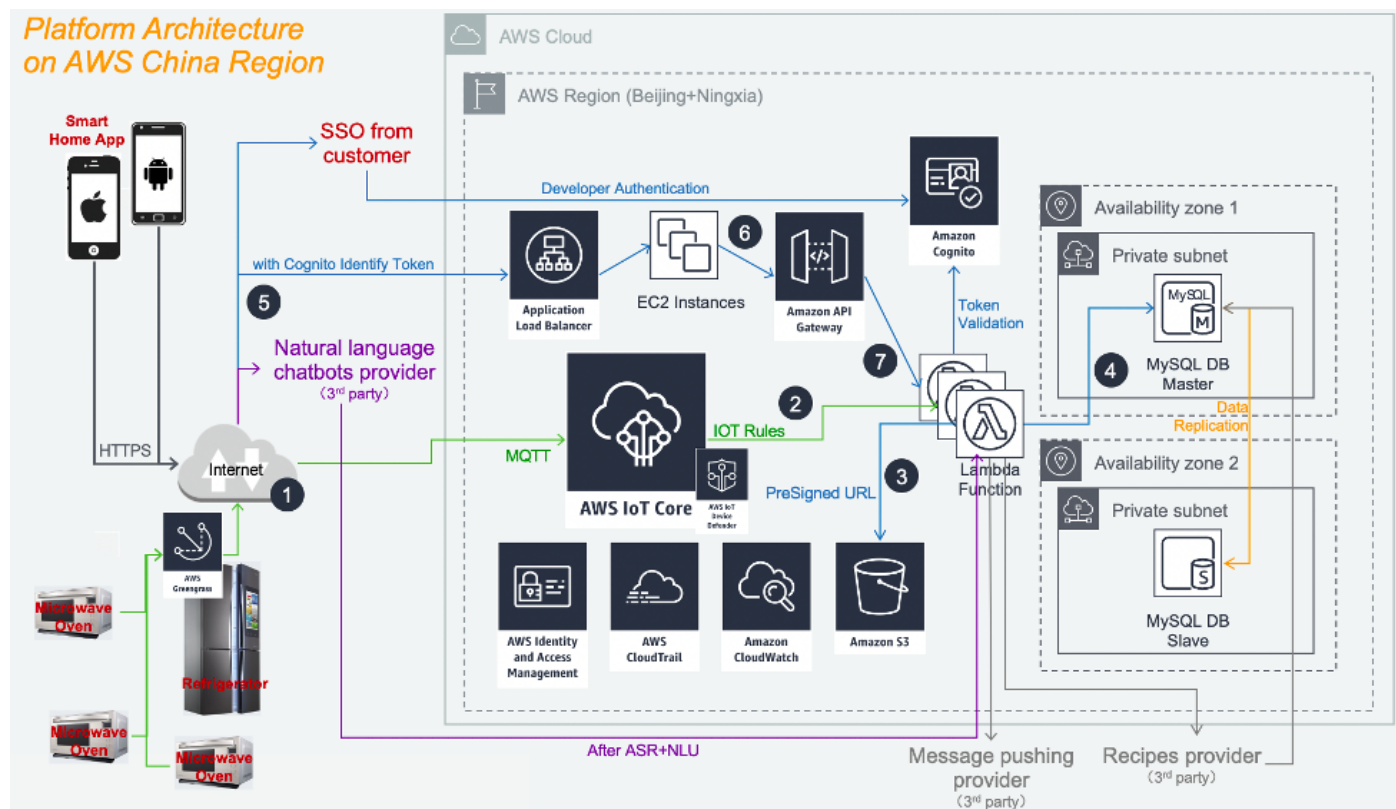 Platform Architecture
on AWS China Region
AWS Cloud
AWS Region (Beijing+Ningxia)
Smart
Home App
SSO from
customer
Developer Authentication
Amazon
Cognito
Availability zone 1
Private subnet
MySQL
M
MySQL DB
Master
with Cognito Identify Token
5
Application
Load Balancer
EC2 Instances
6
Amazon API
Gateway
Token
Validation
7
4
Natural language
chatbots provider
(3rd party)
HTTPS
Internet
1
MQTT
AWS IoT Core
AWS IoT
Device
Defender
IOT Rules
2
Lambda
Function
PreSigned URL
3
Data
Replication
Availability zone 2
Private subnet
S
MySQL DB
Slave
AWS
Greengrass
Microwave
Oven
Refrigerator
Microwave
Oven
Microwave
Oven
AWS Identity
and Access
Management
AWS
CloudTrail
Amazon
CloudWatch
Amazon S3
After ASR+NLU
Message pushing
provider
(3rd party)
Recipes provider
(3rd party)